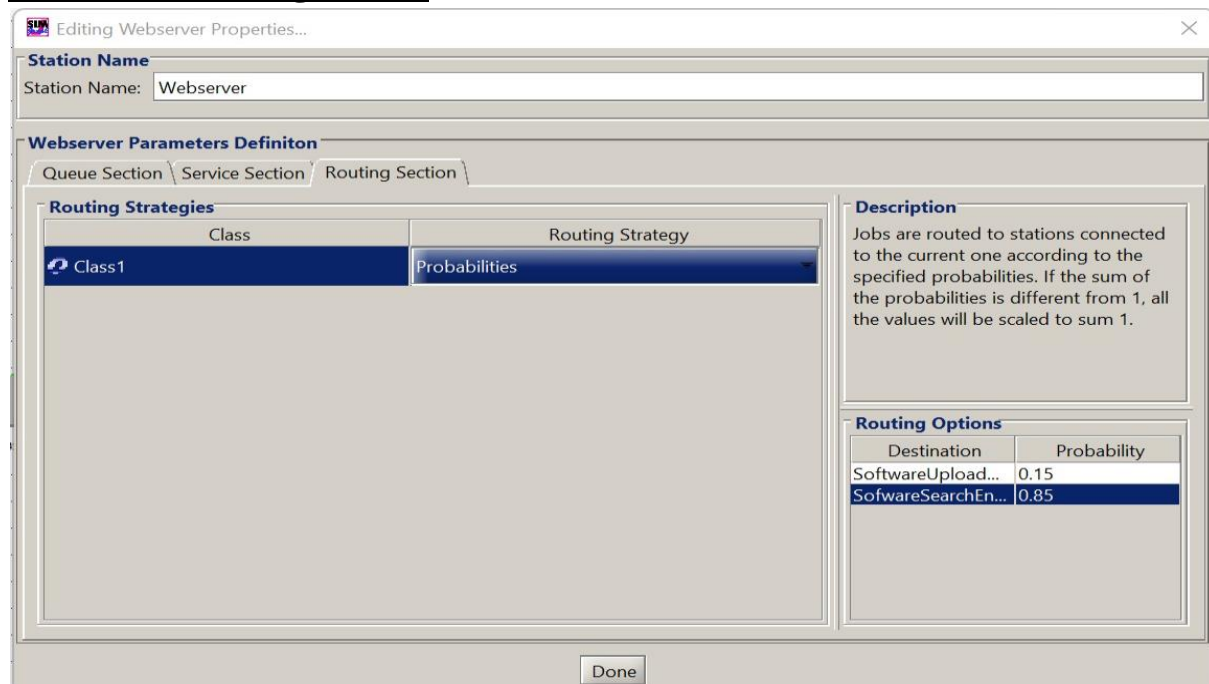 Editing Webserver Properties...
Station Name
Station Name: Webserver
Webserver Parameters Definiton
Queue Section Service Section Routing Section
Routing Strategies
Class Routing Strategy
Class1 Probabilities
Description
Jobs are routed to stations connected
to the current one according to the
specified probabilities. If the sum of
the probabilities is different from 1, all
the values will be scaled to sum 1.
Routing Options
Destination Probability
SoftwareUpload... 0.15
SofwareSearchEn... 0.85
Done